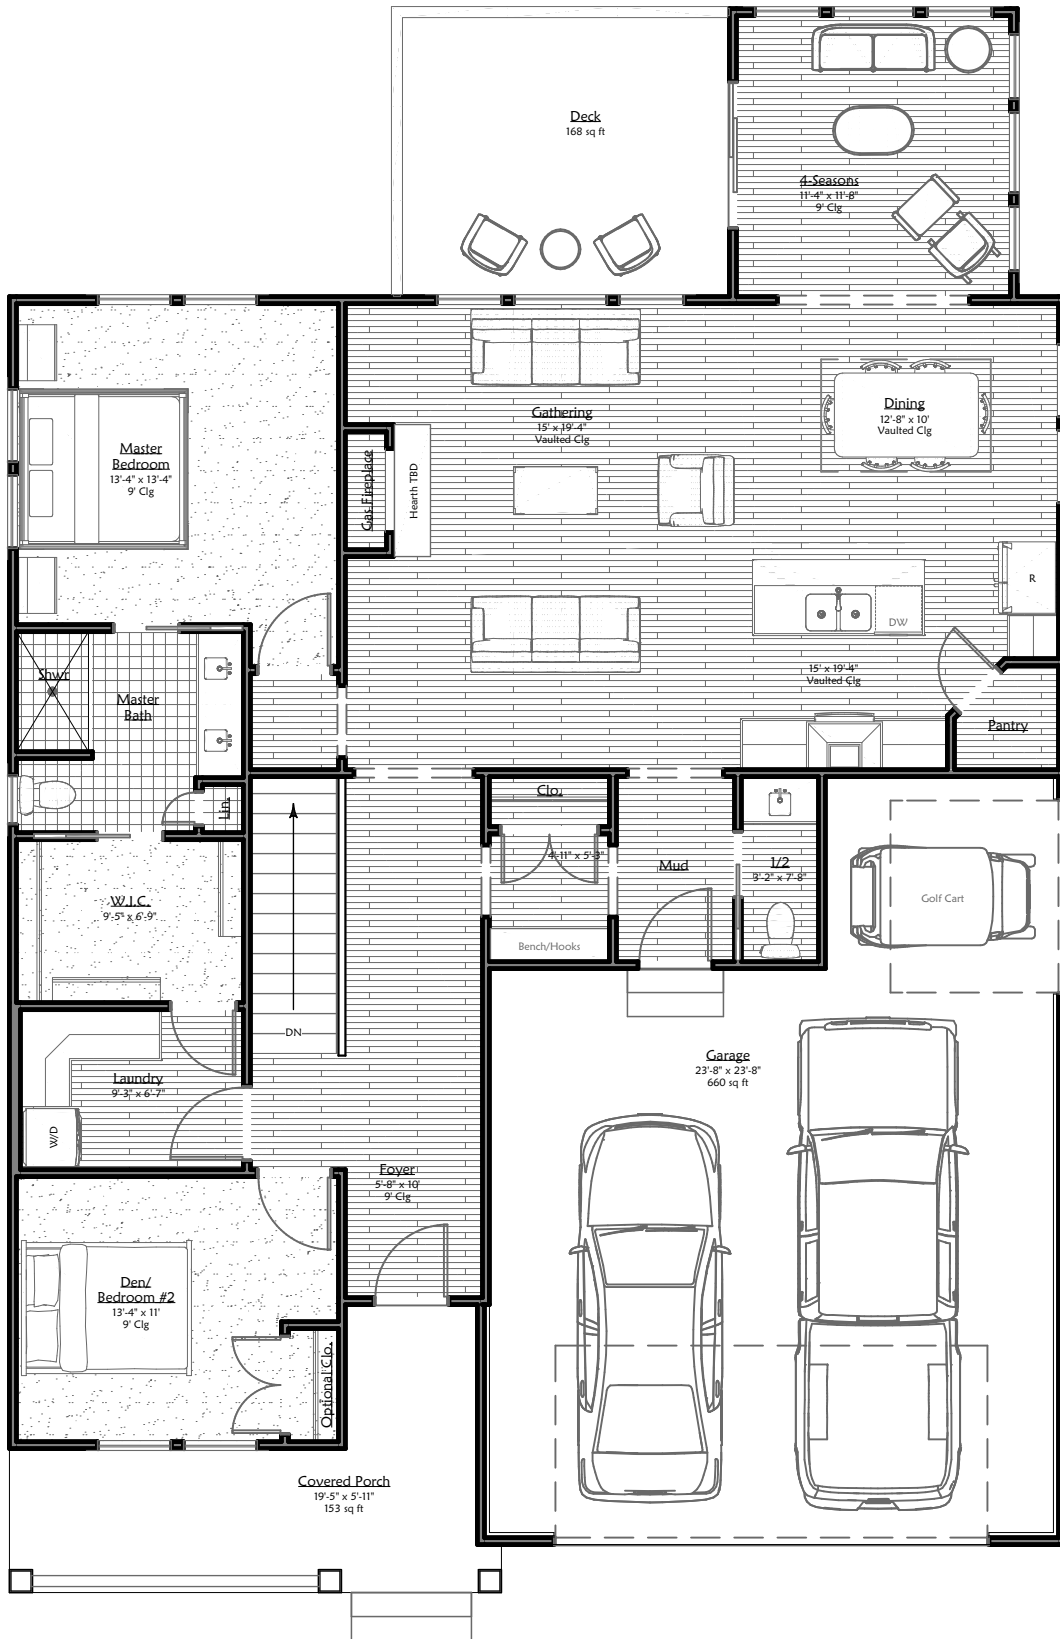 Deck
168 sq ft
4-Seasons
11'-4" x 11'-8"
9' Clg
Master
Bedroom
13'-4" x 13'-4"
9' Clg
Gathering
15' x 19'-4"
Vaulted Clg
Dining
12'-8" x 10'
Vaulted Clg
Gas Fireplace
Hearth TBD
R
DW
15' x 19'-4"
Vaulted Clg
Shwr
Master
Bath
Pantry
Lin.
Clo.
4'-11" x 5'-3"
Mud
1/2
3'-2" x 7'-8"
Golf Cart
W.I.C.
9'-5" x 6'-9"
Bench/Hooks
DN
Garage
23'-8" x 23'-8"
660 sq ft
Laundry
9'-3" x 6'-7"
W/D
Foyer
5'-8" x 10'
9' Clg
Den/
Bedroom #2
13'-4" x 11'
9' Clg
Optional Clo.
Covered Porch
19'-5" x 5'-11"
153 sq ft